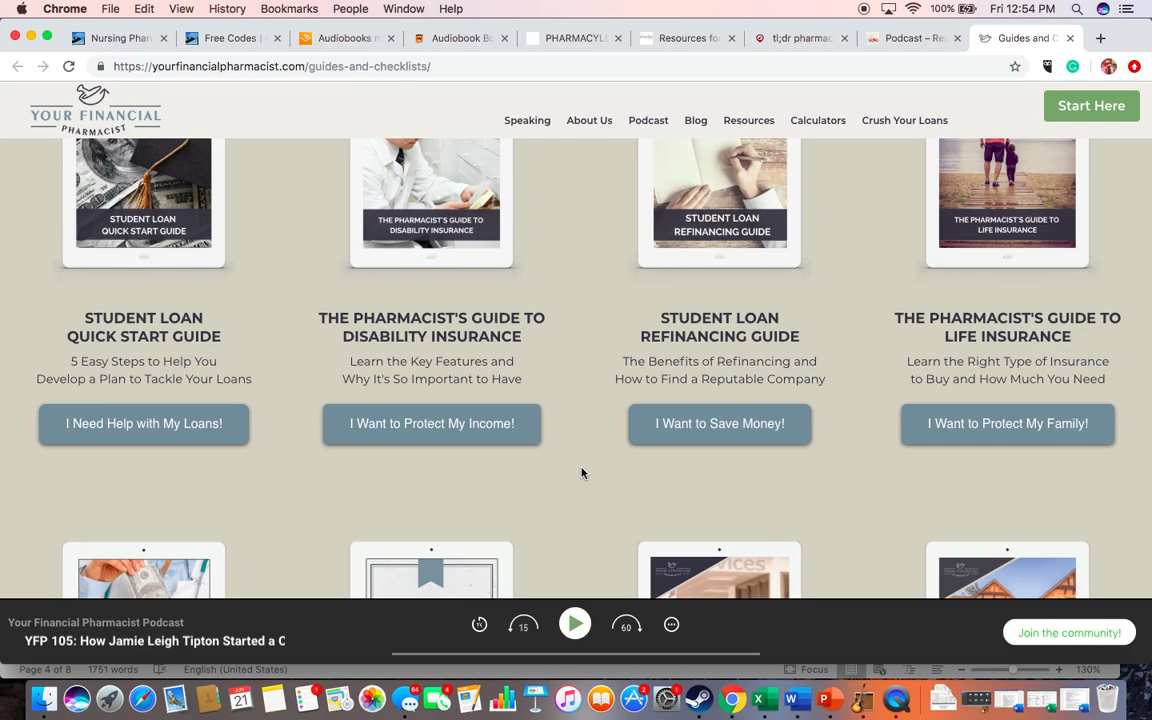 Chrome File Edit View History Bookmarks People Window Help
100% Fri 12:54 PM
Nursing Phar
Free Codes |
Audiobooks n
Audiobook Bo
PHARMACYL
Resources fo
tl;dr pharmac
Podcast – Re
Guides and C
https://yourfinancialpharmacist.com/guides-and-checklists/
YOUR FINANCIAL
PHARMACIST
Speaking About Us Podcast Blog Resources Calculators Crush Your Loans
Start Here
STUDENT LOAN
QUICK START GUIDE
THE PHARMACIST'S GUIDE TO
DISABILITY INSURANCE
STUDENT LOAN
REFINANCING GUIDE
THE PHARMACIST'S GUIDE TO
LIFE INSURANCE
STUDENT LOAN
QUICK START GUIDE
5 Easy Steps to Help You
Develop a Plan to Tackle Your Loans
I Need Help with My Loans!
THE PHARMACIST'S GUIDE TO
DISABILITY INSURANCE
Learn the Key Features and
Why It's So Important to Have
I Want to Protect My Income!
STUDENT LOAN
REFINANCING GUIDE
The Benefits of Refinancing and
How to Find a Reputable Company
I Want to Save Money!
THE PHARMACIST'S GUIDE TO
LIFE INSURANCE
Learn the Right Type of Insurance
to Buy and How Much You Need
I Want to Protect My Family!
Your Financial Pharmacist Podcast
YFP 105: How Jamie Leigh Tipton Started a C
1X
15
60
Join the community!
Page 4 of 8 1751 words English (United States)
Focus
130%